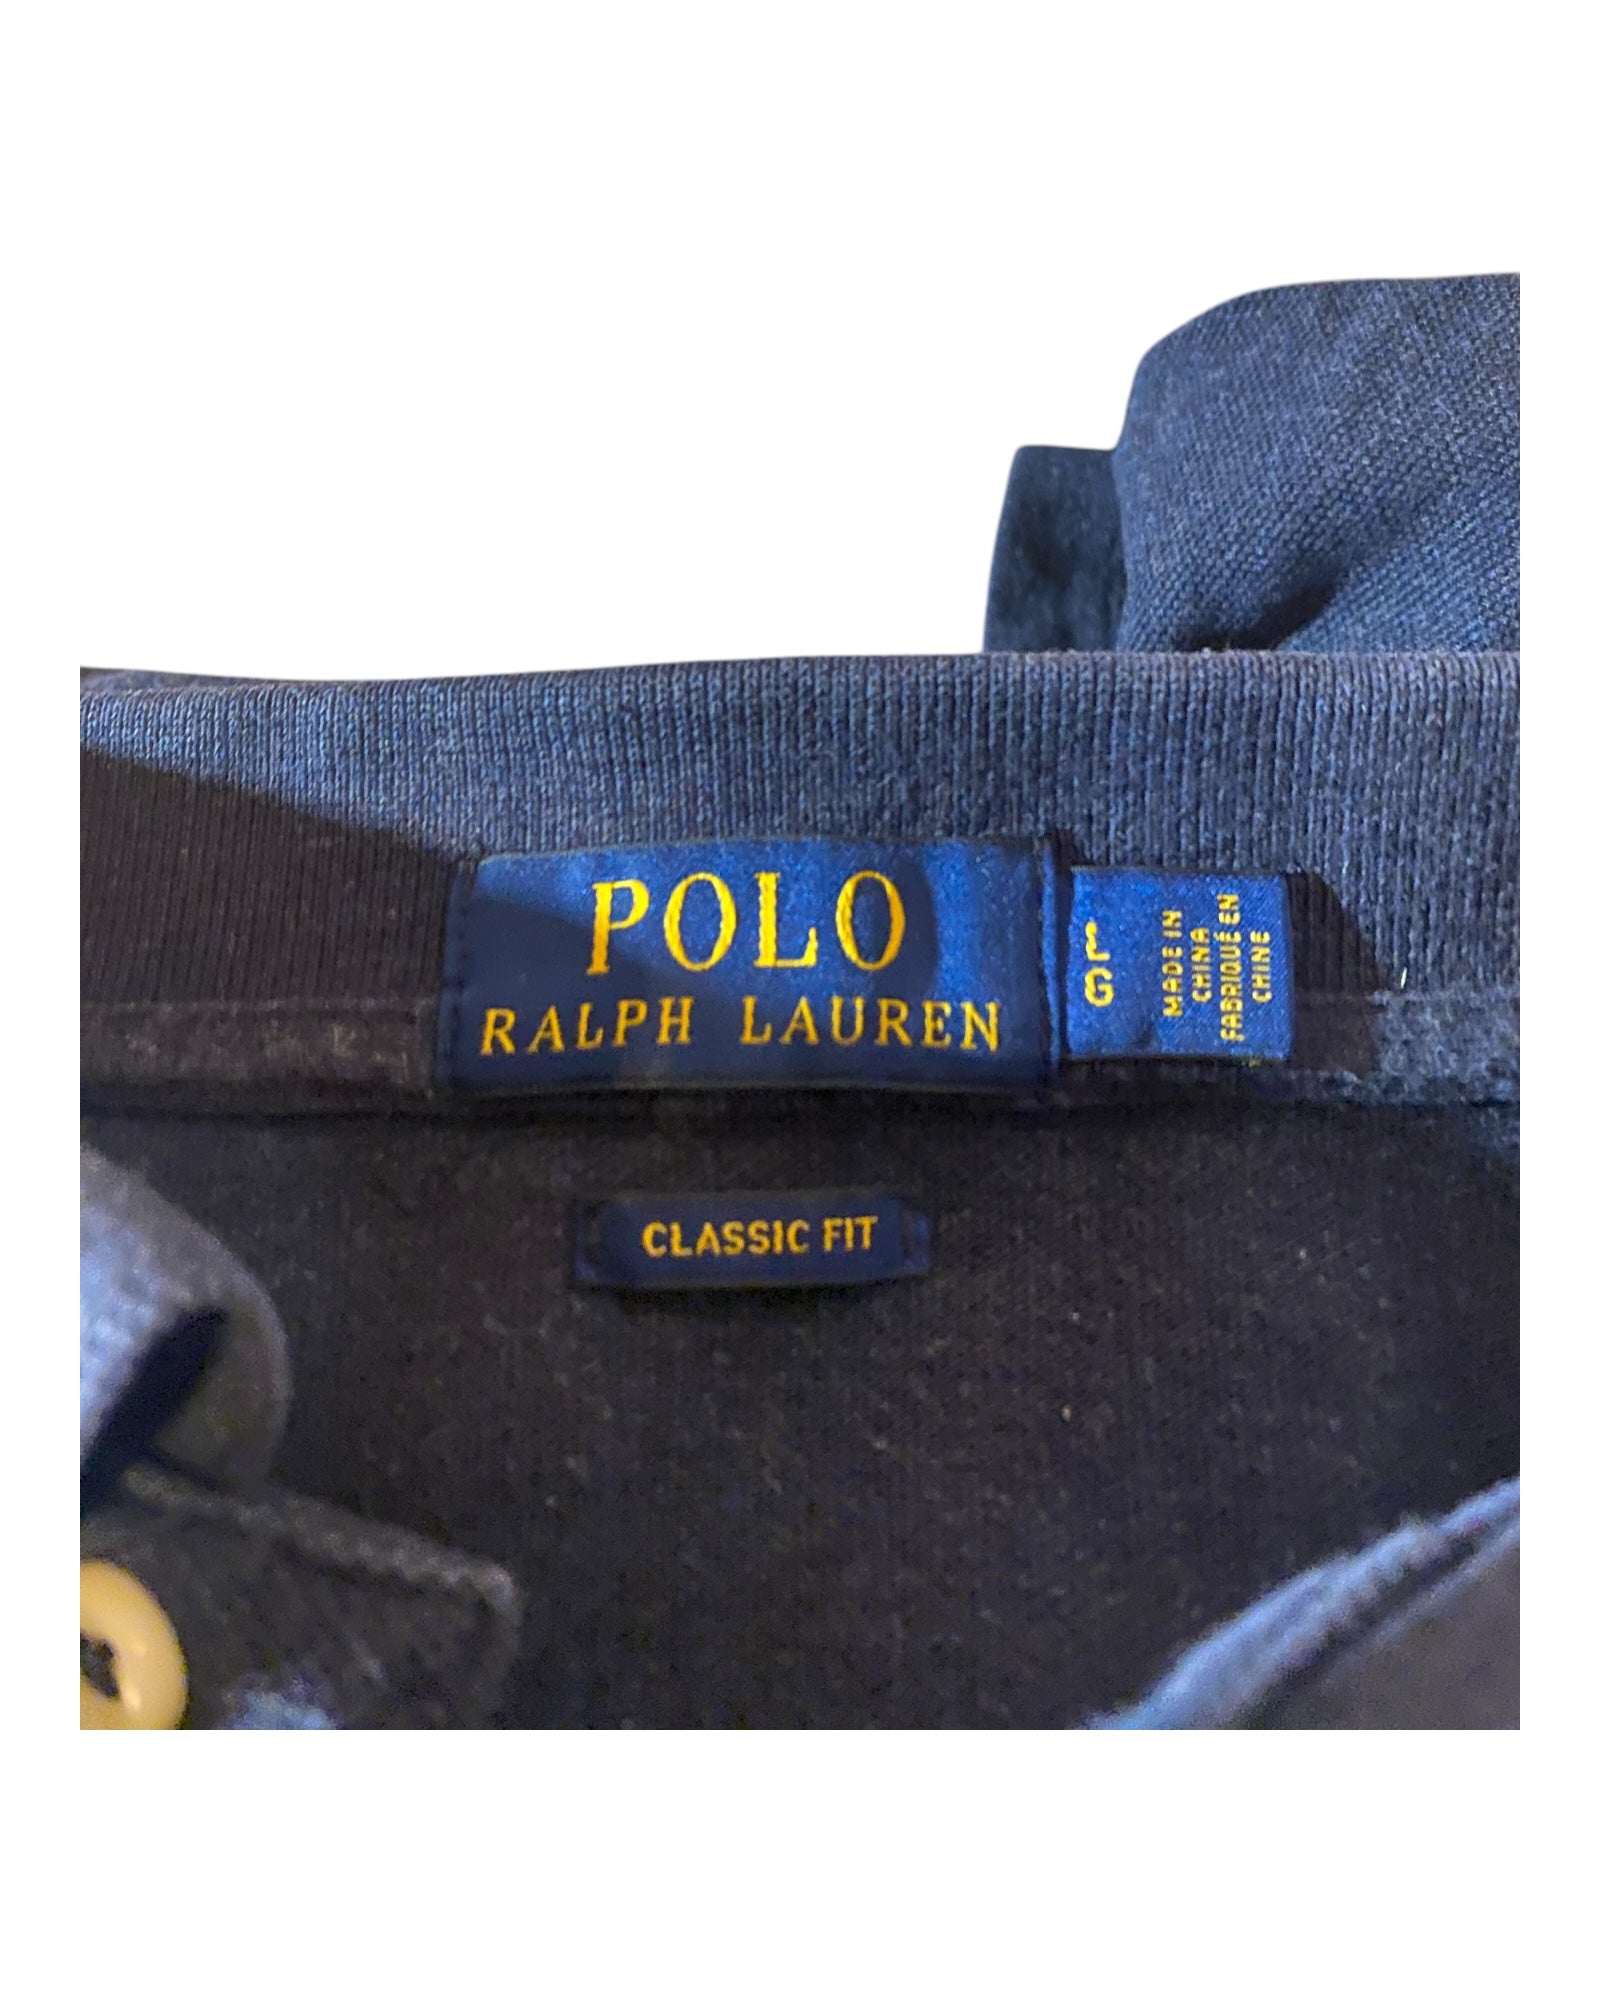 POLO
RALPH LAUREN
L
G
MADE IN
CHINA
FABRIQUÉ EN
CHINE
CLASSIC FIT